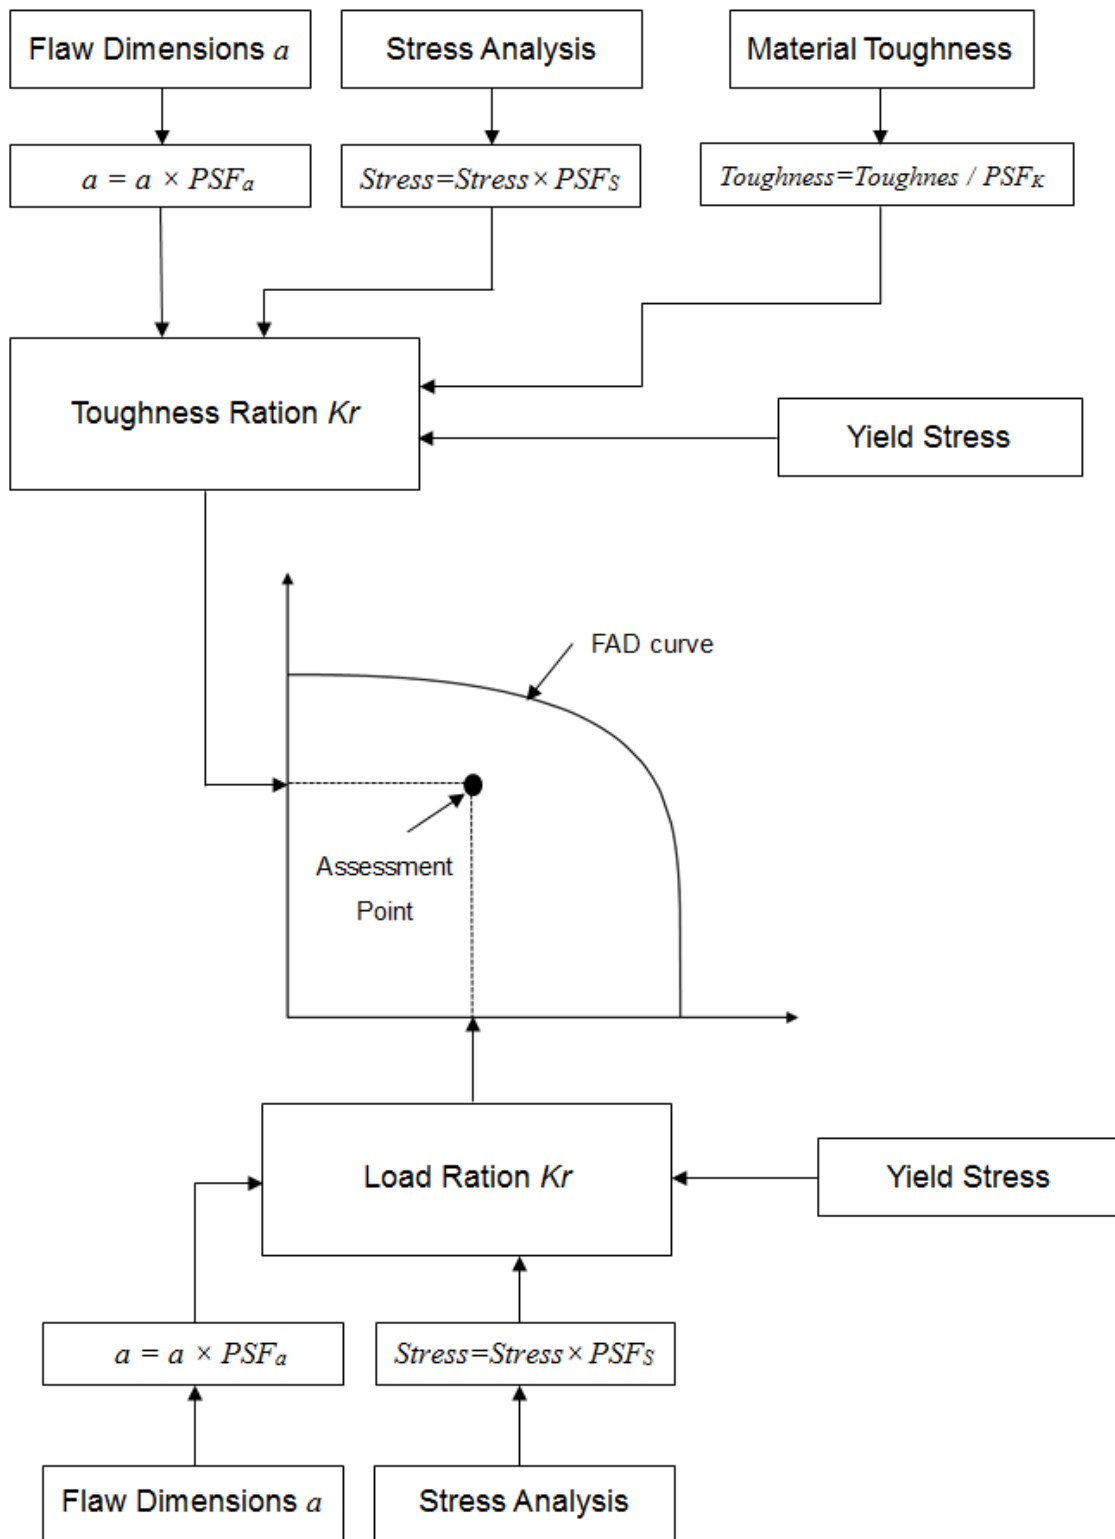 Flaw Dimensions a
Stress Analysis
Material Toughness
a = a × PSFa
Stress=Stress× PSFS
Toughness=Toughnes / PSFK
Toughness Ration Kr
Yield Stress
FAD curve
Assessment
Point
Load Ration Kr
Yield Stress
a = a × PSFa
Stress=Stress× PSFS
Flaw Dimensions a
Stress Analysis